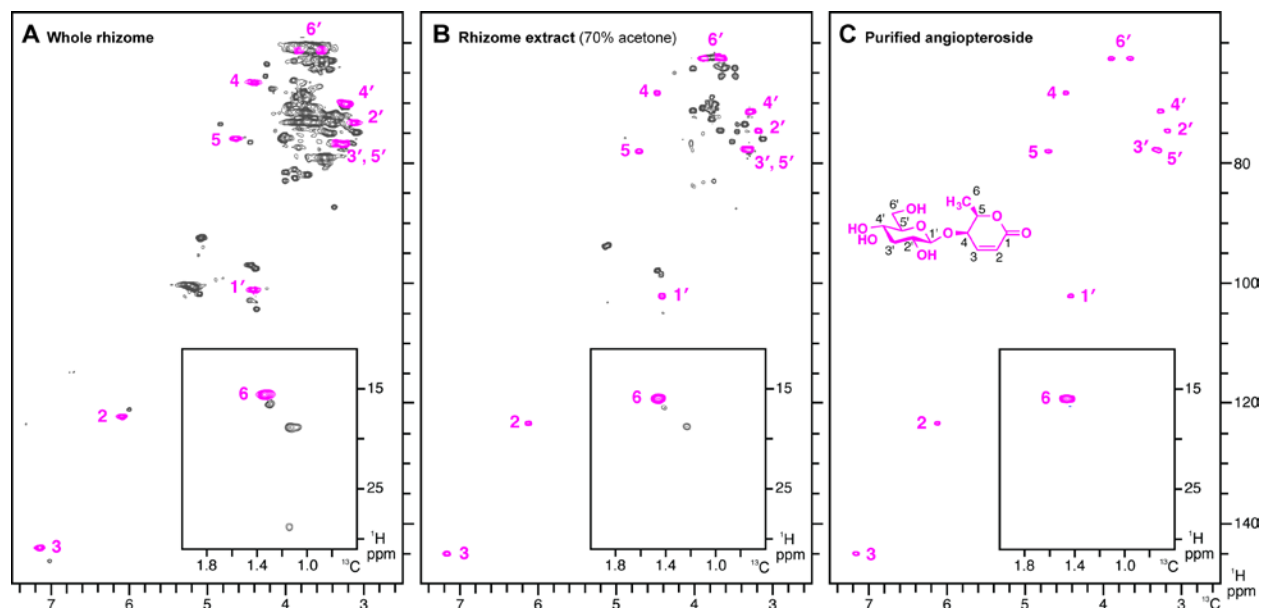 A Whole rhizome
6′
4
4′
2′
5
3′, 5′
1′
2
3
6
15
25
¹H
ppm
1.8 1.4 1.0
¹³C
7 6 5 4 3
B Rhizome extract (70% acetone)
6′
4
4′
2′
5
3′, 5′
1′
2
3
6
15
25
¹H
ppm
1.8 1.4 1.0
¹³C
7 6 5 4 3
C Purified angiopteroside
6′
4
4′
2′
5
3′
5′
80
6
H₃C
6′
OH
5
O
4′
5′
O
1′
O
4
1
O
HO
HO
3′
2′
OH
3
2
1′
100
15
6
120
2
25
3
140
¹H
ppm
1.8 1.4 1.0
¹³C
¹H
ppm
7 6 5 4 3 ¹³C